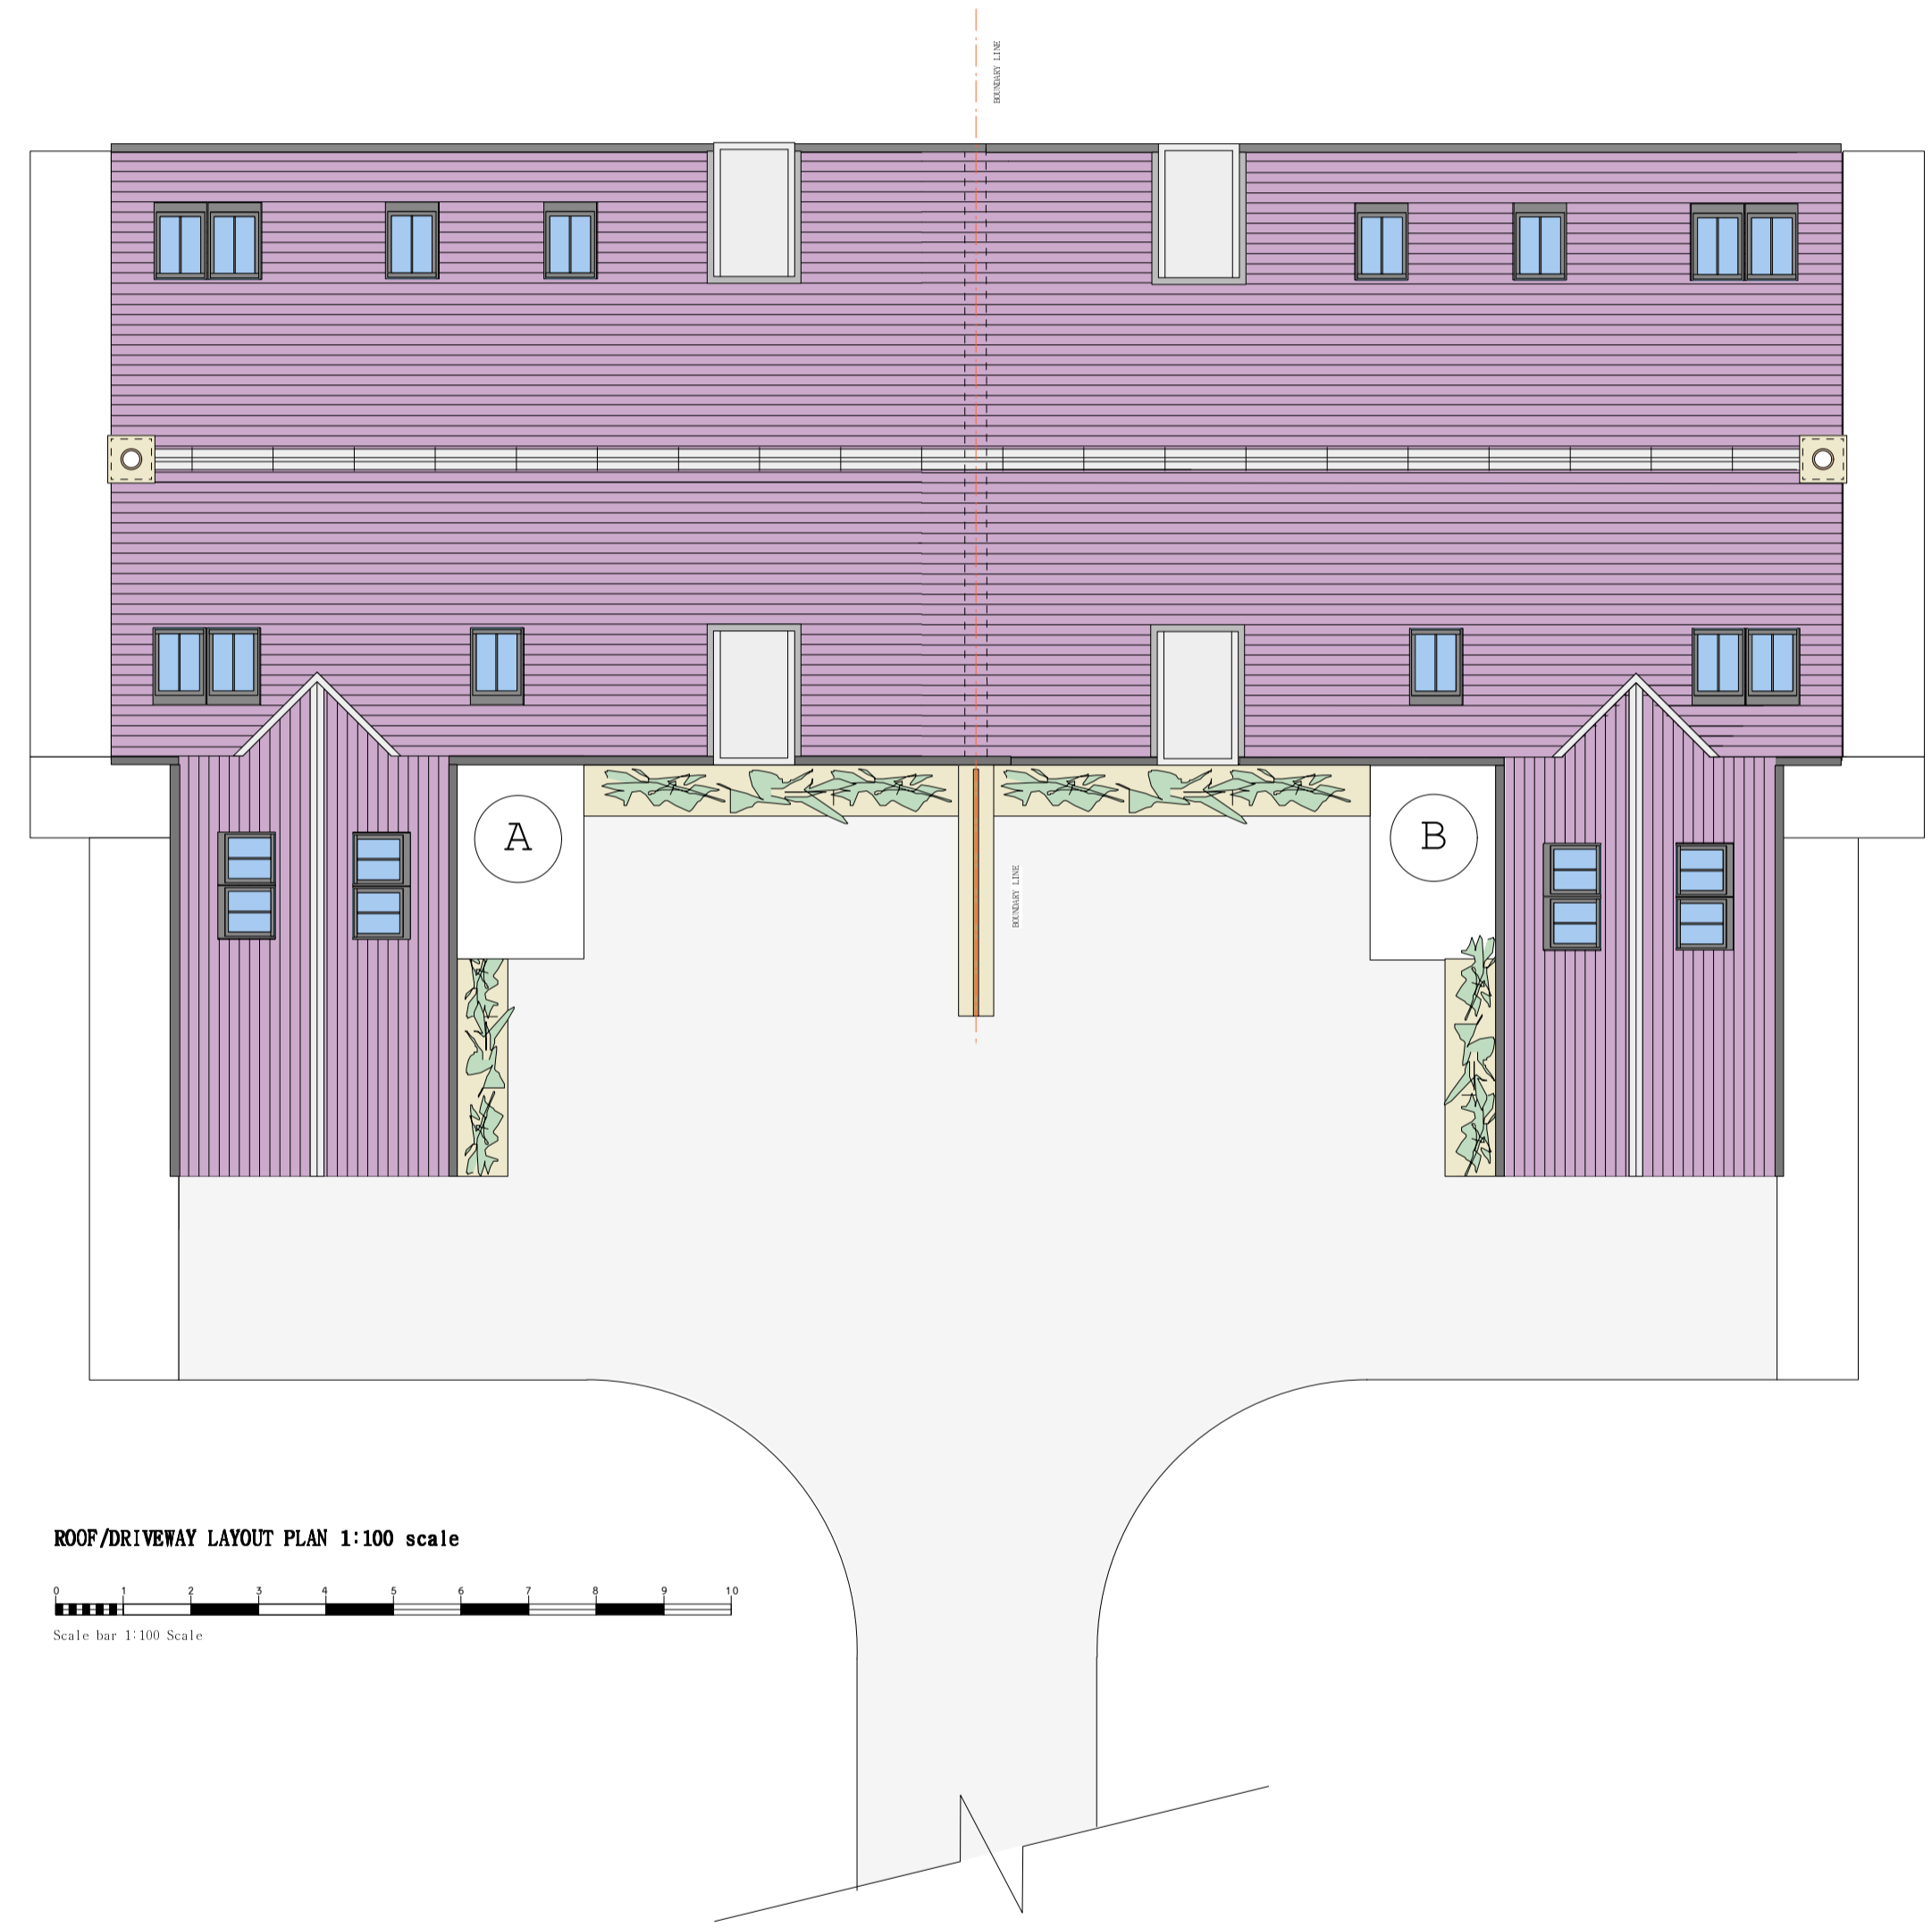 BOUNDARY LINE
A
B
BOUNDARY LINE
ROOF/DRIVEWAY LAYOUT PLAN 1:100 scale
0 1 2 3 4 5 6 7 8 9 10
Scale bar 1:100 Scale